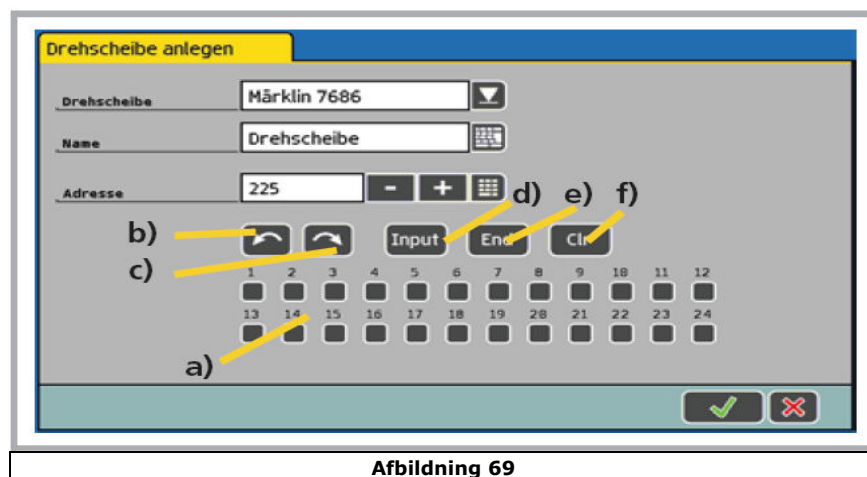 Drehscheibe anlegen
Drehscheibe Märklin 7686
Name Drehscheibe
Adresse 225 - +
d) e) f)
b) Input End Clr
c)
1 2 3 4 5 6 7 8 9 10 11 12
13 14 15 16 17 18 19 20 21 22 23 24
a)
Afbildning 69